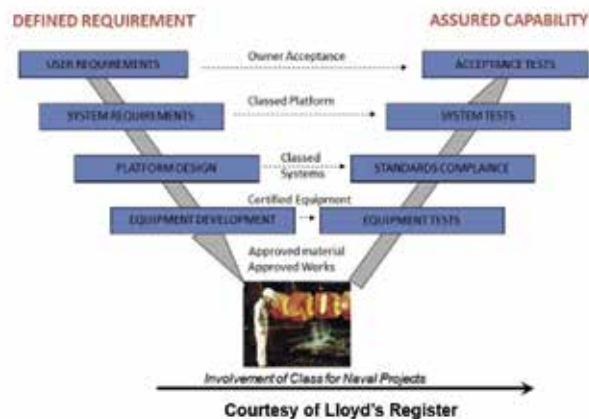 DEFINED REQUIREMENT
ASSURED CAPABILITY
USER REQUIREMENTS
Owner Acceptance
ACCEPTANCE TESTS
SYSTEM REQUIREMENTS
Classed Platform
SYSTEM TESTS
PLATFORM DESIGN
Classed
Systems
STANDARDS COMPLAINCE
EQUIPMENT DEVELOPMENT
Certified Equipment
EQUIPMENT TESTS
Approved material
Approved Works
Involvement of Class for Naval Projects
Courtesy of Lloyd's Register